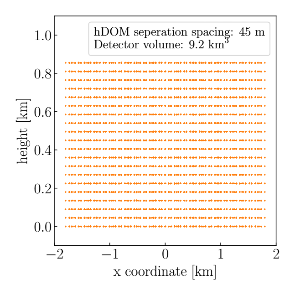 hDOM seperation spacing: 45 m
Detector volume: 9.2 km³
1.0
0.8
0.6
0.4
0.2
0.0
height [km]
−2
−1
0
1
2
x coordinate [km]